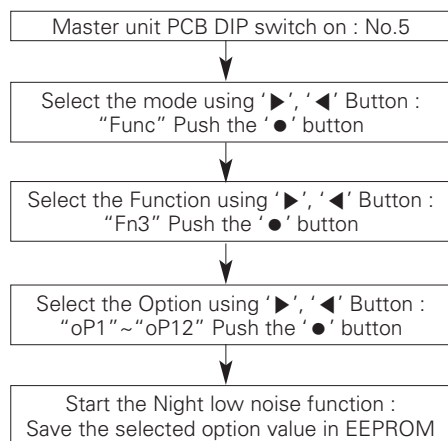 Master unit PCB DIP switch on : No.5
Select the mode using ‘▶’, ‘◀’ Button :
“Func” Push the ‘●’ button
Select the Function using ‘▶’, ‘◀’ Button :
“Fn3” Push the ‘●’ button
Select the Option using ‘▶’, ‘◀’ Button :
“oP1”~“oP12” Push the ‘●’ button
Start the Night low noise function :
Save the selected option value in EEPROM